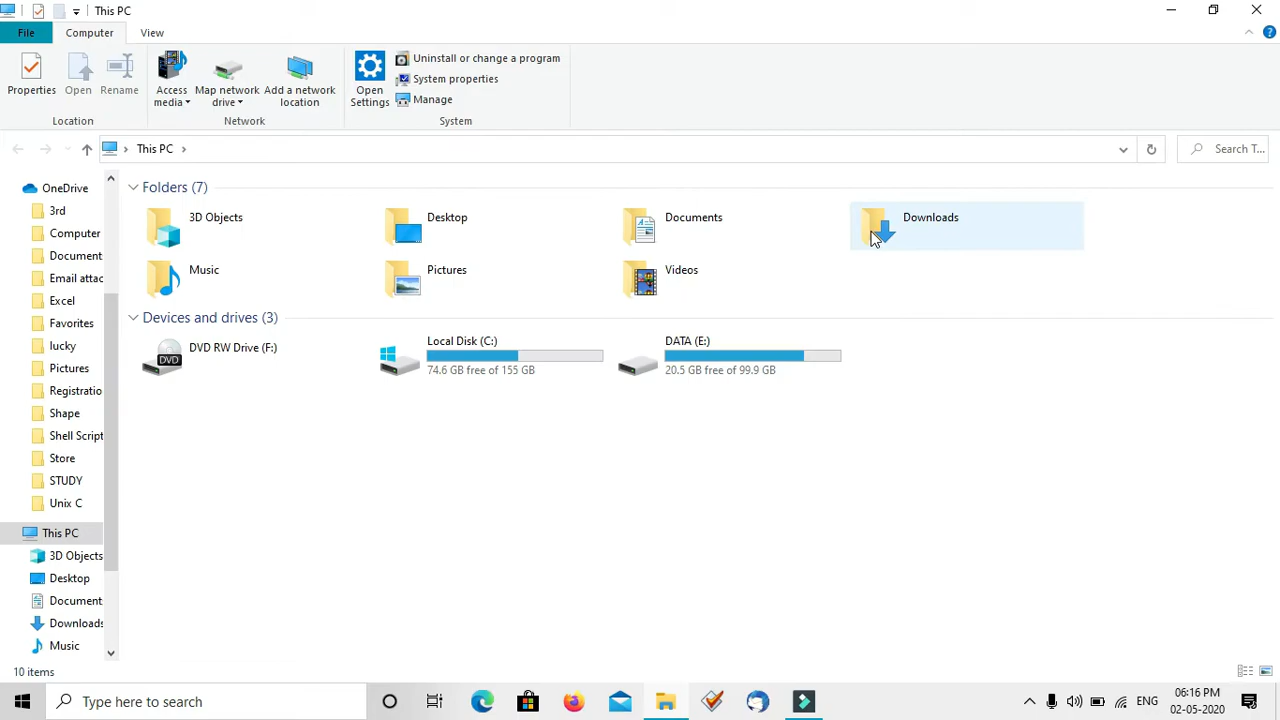 This PC
File Computer View
Properties Open Rename Access media Map network drive Add a network location Open Settings Uninstall or change a program
System properties
Manage
Location Network System
This PC Search T...
OneDrive
3rd
Computer
Document
Email attac
Excel
Favorites
lucky
Pictures
Registratio
Shape
Shell Script
Store
STUDY
Unix C
This PC
3D Objects
Desktop
Document
Downloads
Music
Folders (7)
3D Objects Desktop Documents Downloads
Music Pictures Videos
Devices and drives (3)
DVD RW Drive (F:) Local Disk (C:) DATA (E:)
74.6 GB free of 155 GB 20.5 GB free of 99.9 GB
DVD
10 items
Type here to search
ENG
06:16 PM
02-05-2020